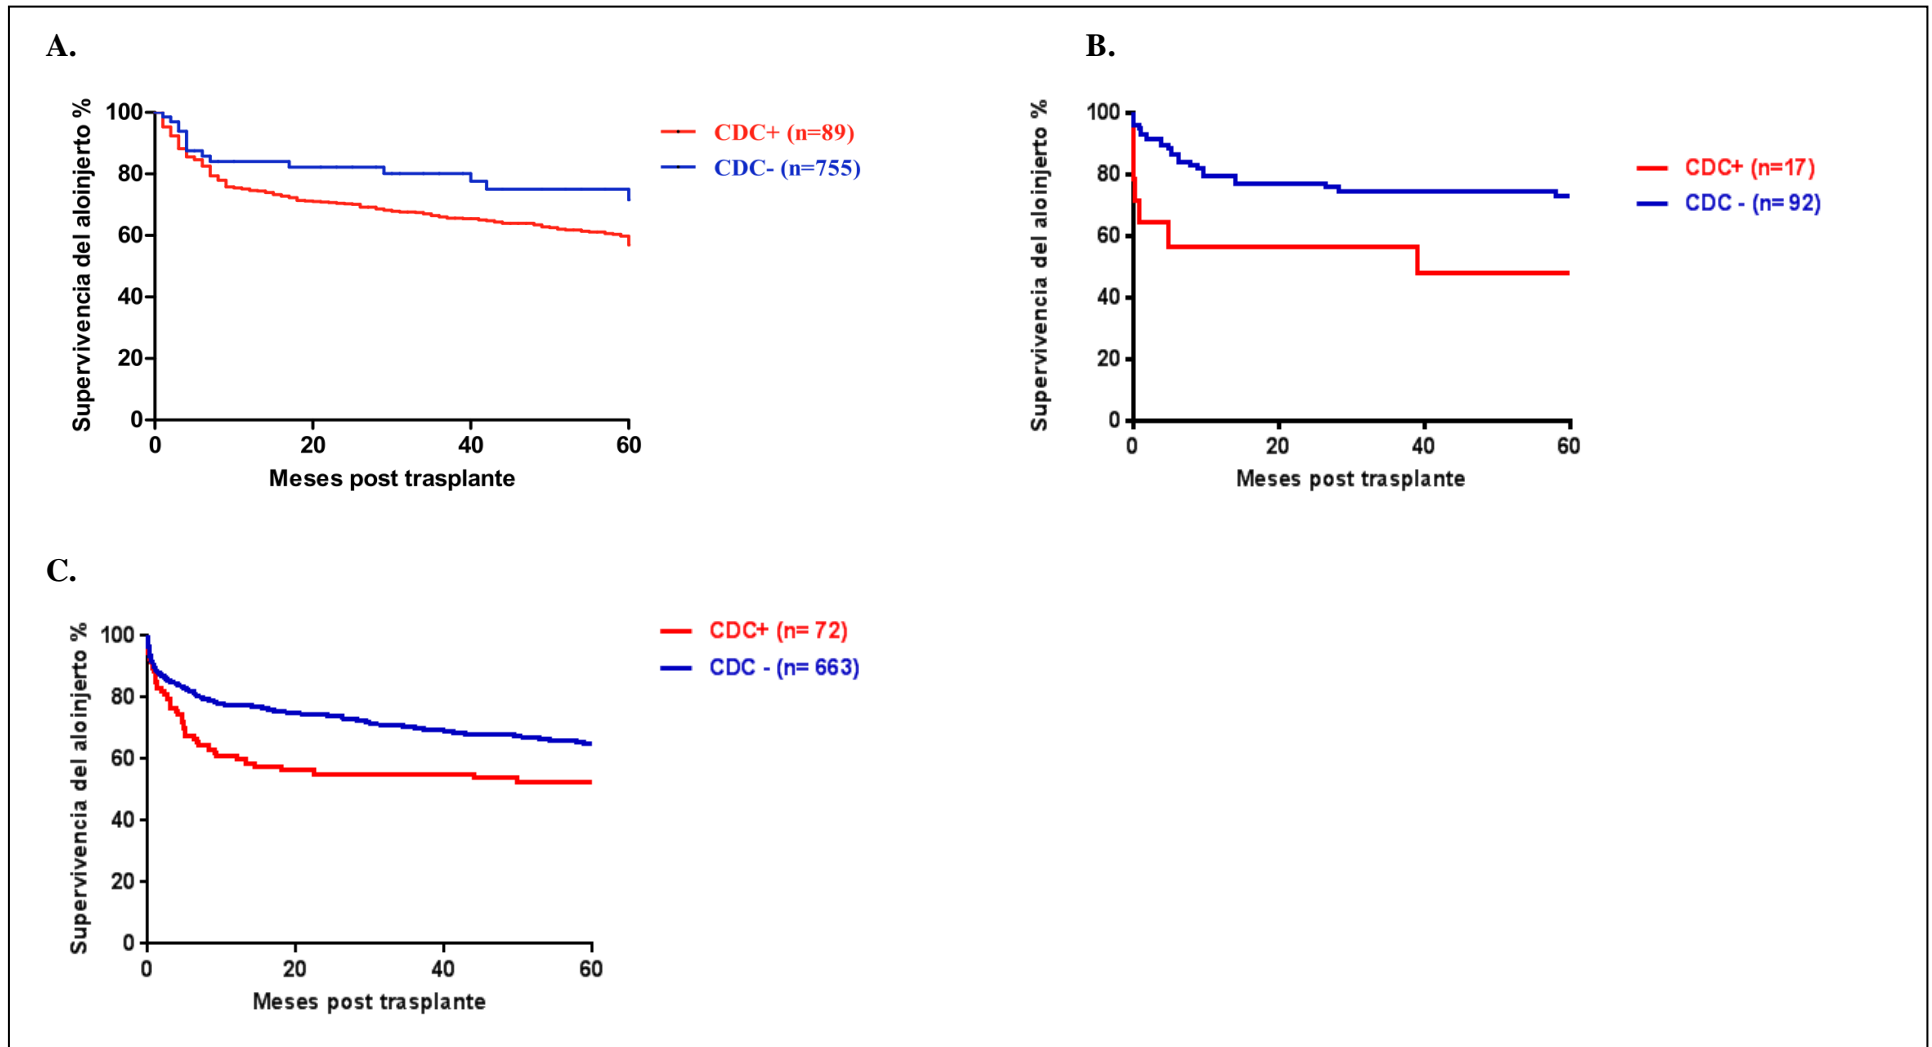 A.
Supervivencia del aloinjerto %
100
80
60
40
20
0
0 20 40 60
Meses post trasplante
CDC+ (n=89)
CDC- (n=755)
B.
Supervivencia del aloinjerto %
100
80
60
40
20
0
0 20 40 60
Meses post trasplante
CDC+ (n=17)
CDC - (n= 92)
C.
Supervivencia del aloinjerto %
100
80
60
40
20
0
0 20 40 60
Meses post trasplante
CDC+ (n= 72)
CDC - (n= 663)